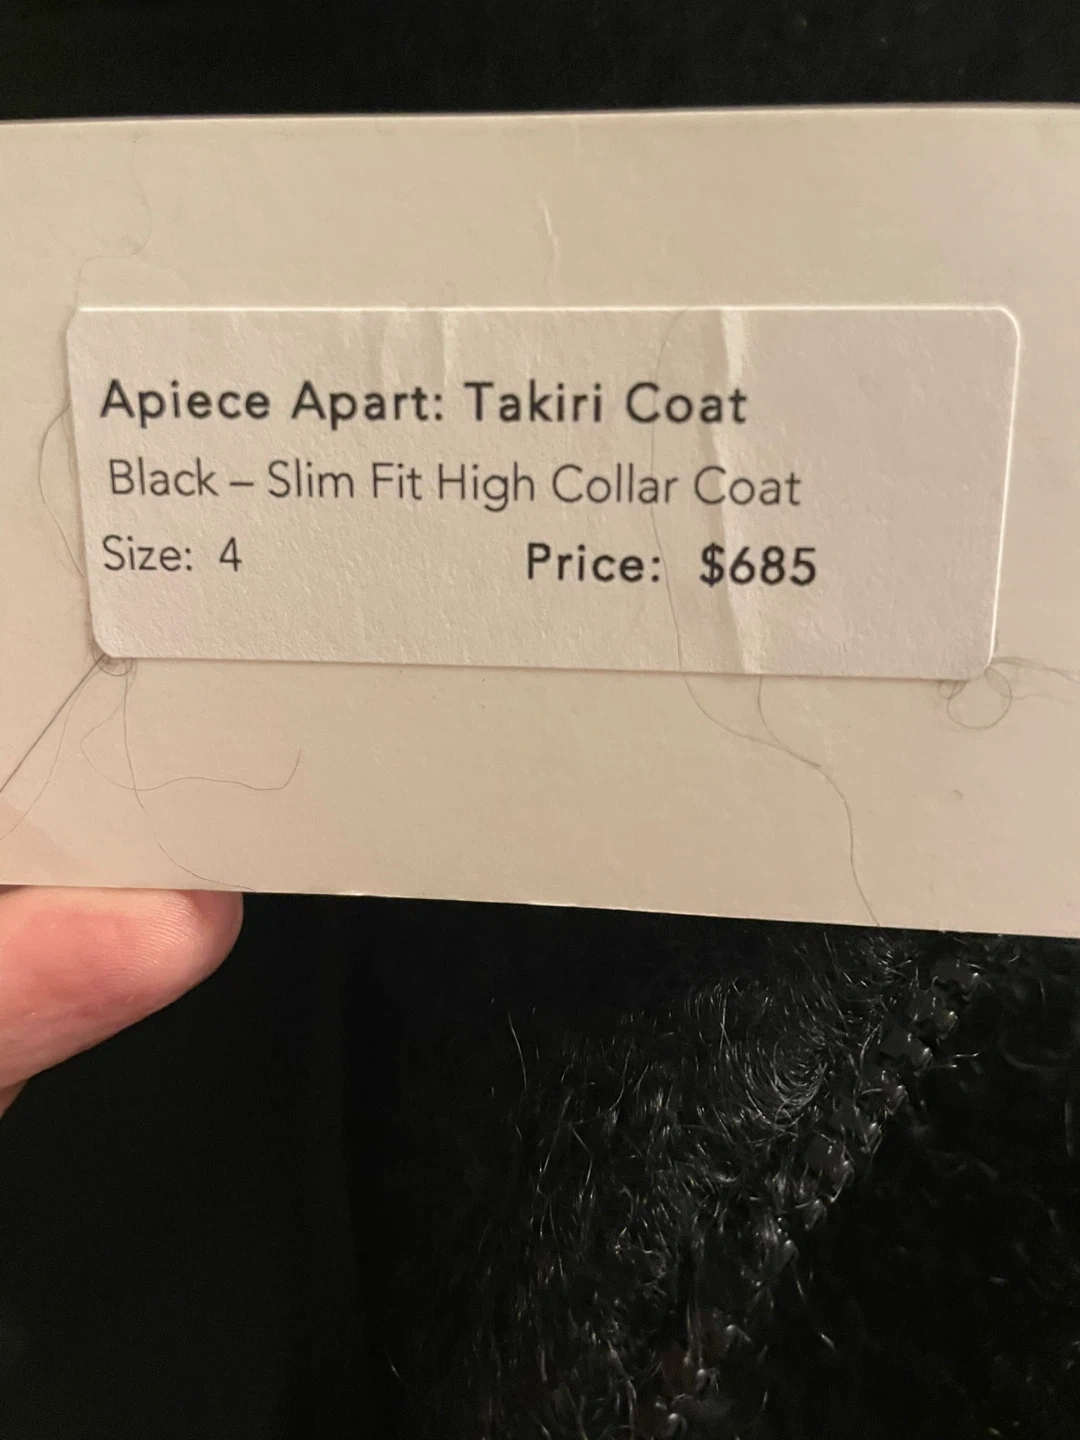 Apiece Apart: Takiri Coat
Black – Slim Fit High Collar Coat
Size: 4 Price: $685